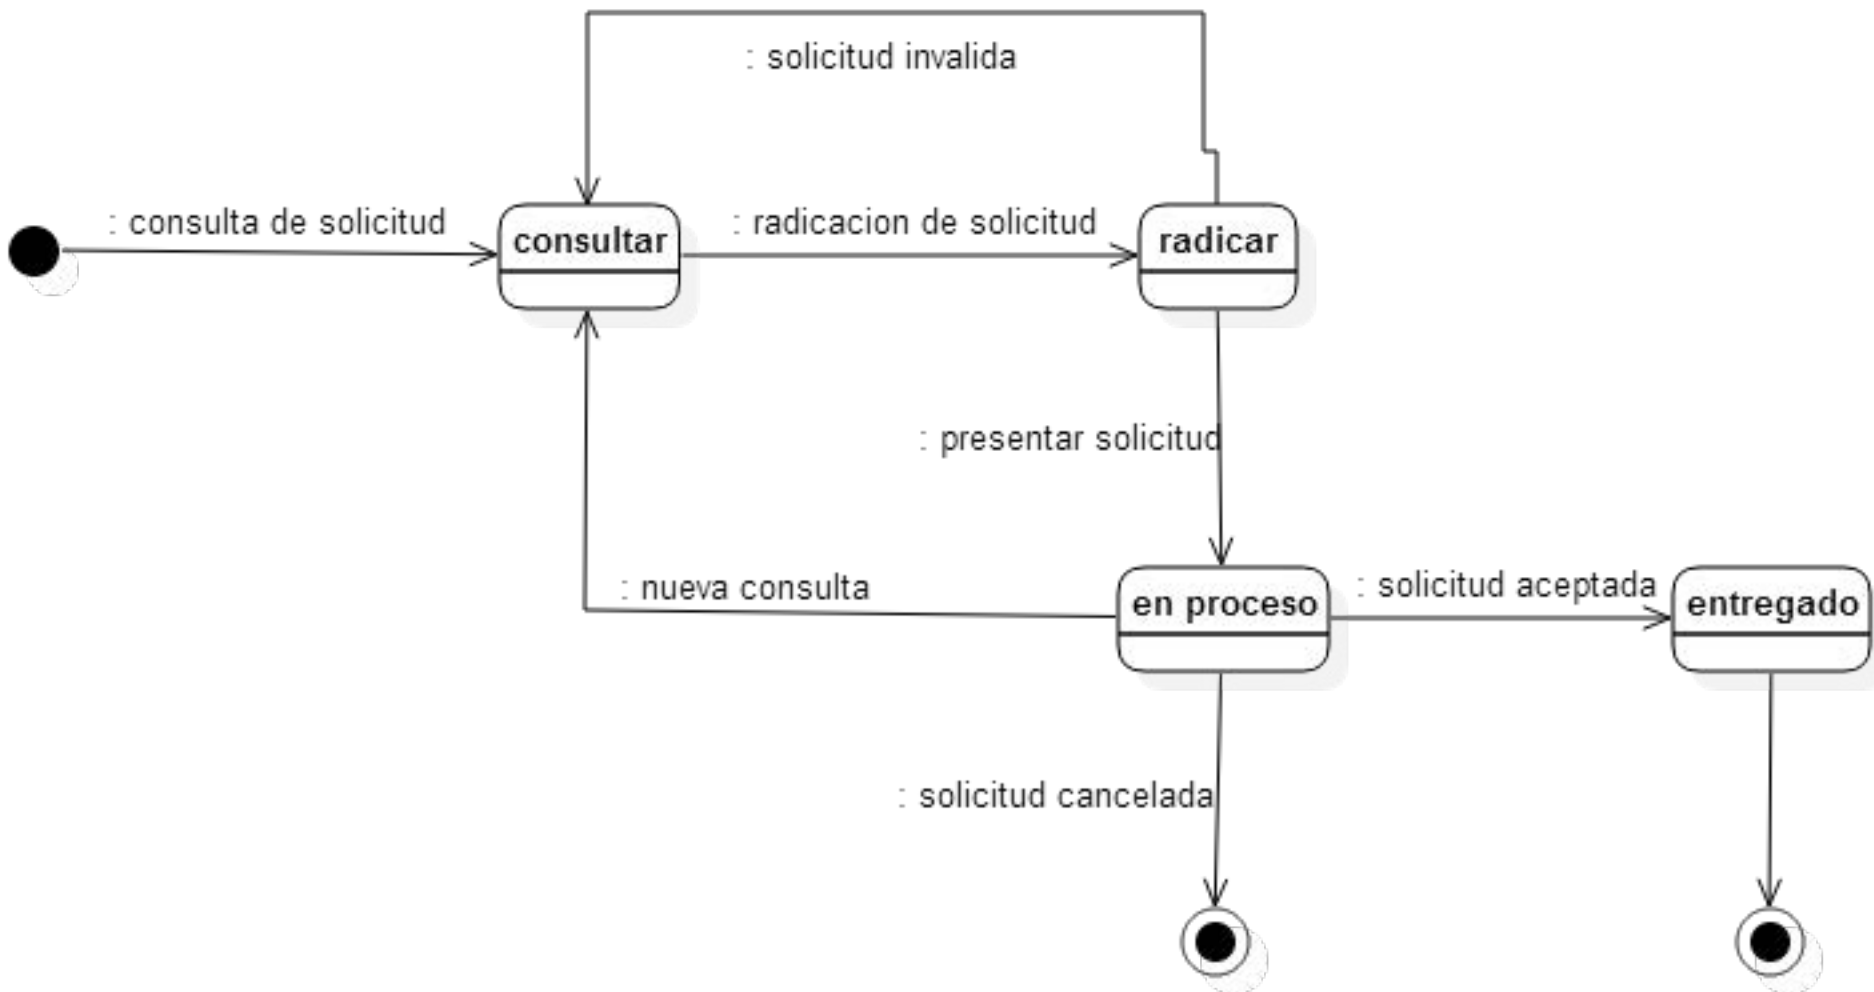 : solicitud invalida
: consulta de solicitud
consultar
: radicacion de solicitud
radicar
: presentar solicitud
: nueva consulta
en proceso
: solicitud aceptada
entregado
: solicitud cancelada